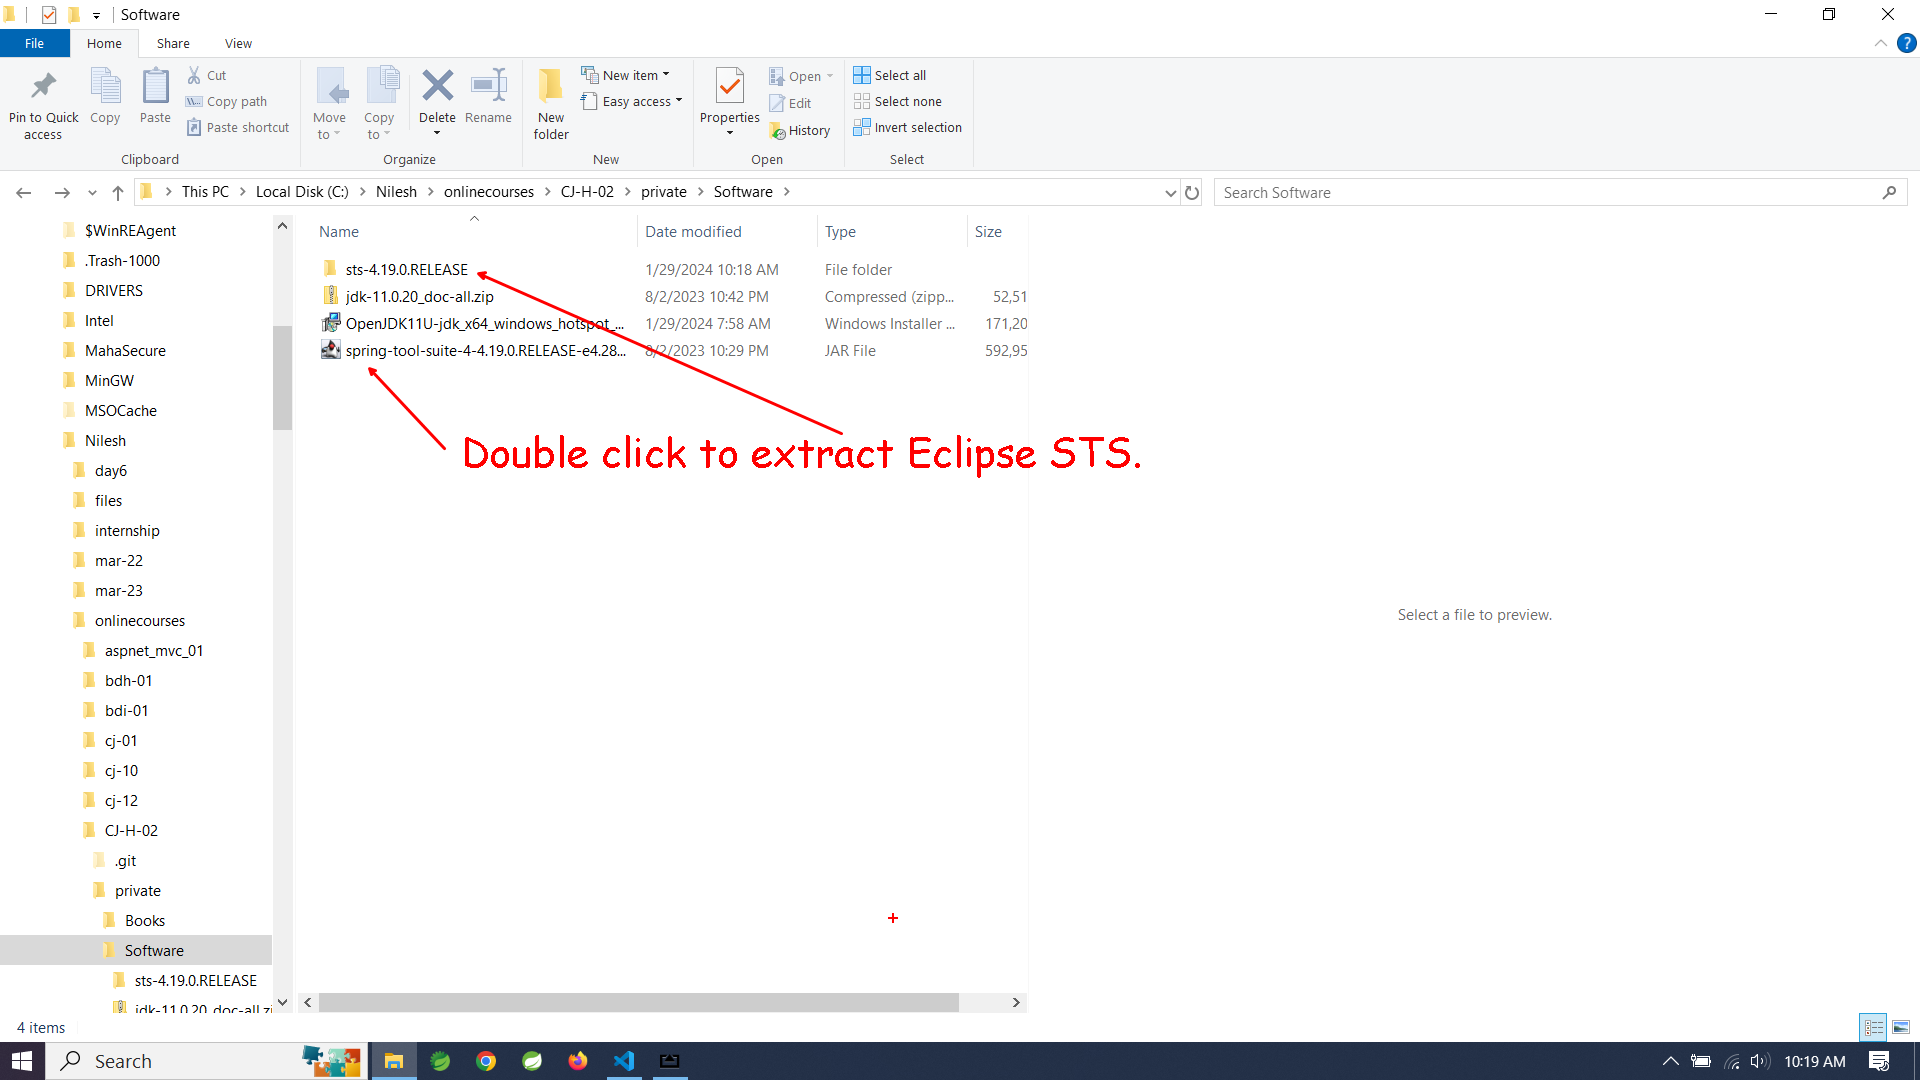 Software
File
Home
Share
View
?
Pin to Quick access
Copy
Paste
Cut
Copy path
Paste shortcut
Clipboard
Move to
Copy to
Delete
Rename
Organize
New folder
New item
Easy access
New
Properties
Open
Edit
History
Open
Select all
Select none
Invert selection
Select
This PC > Local Disk (C:) > Nilesh > onlinecourses > CJ-H-02 > private > Software >
Search Software
$WinREAgent
.Trash-1000
DRIVERS
Intel
MahaSecure
MinGW
MSOCache
Nilesh
day6
files
internship
mar-22
mar-23
onlinecourses
aspnet_mvc_01
bdh-01
bdi-01
cj-01
cj-10
cj-12
CJ-H-02
.git
private
Books
Software
sts-4.19.0.RELEASE
jdk-11.0.20_doc-all.zi
Name Date modified Type Size
sts-4.19.0.RELEASE 1/29/2024 10:18 AM File folder
jdk-11.0.20_doc-all.zip 8/2/2023 10:42 PM Compressed (zipp... 52,51
OpenJDK11U-jdk_x64_windows_hotspot_... 1/29/2024 7:58 AM Windows Installer ... 171,20
spring-tool-suite-4-4.19.0.RELEASE-e4.28... 8/2/2023 10:29 PM JAR File 592,95
Double click to extract Eclipse STS.
Select a file to preview.
4 items
Search
10:19 AM